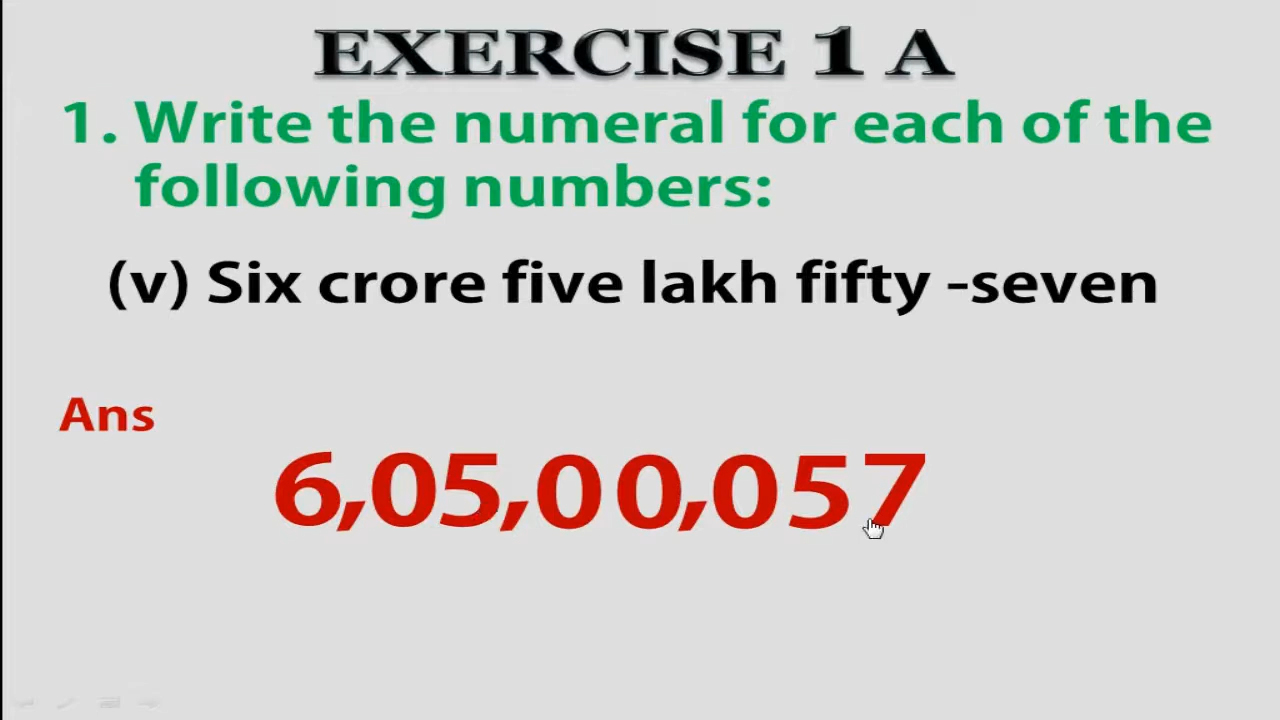 EXERCISE 1 A
1. Write the numeral for each of the
following numbers:
(v) Six crore five lakh fifty -seven
Ans
6,05,00,057